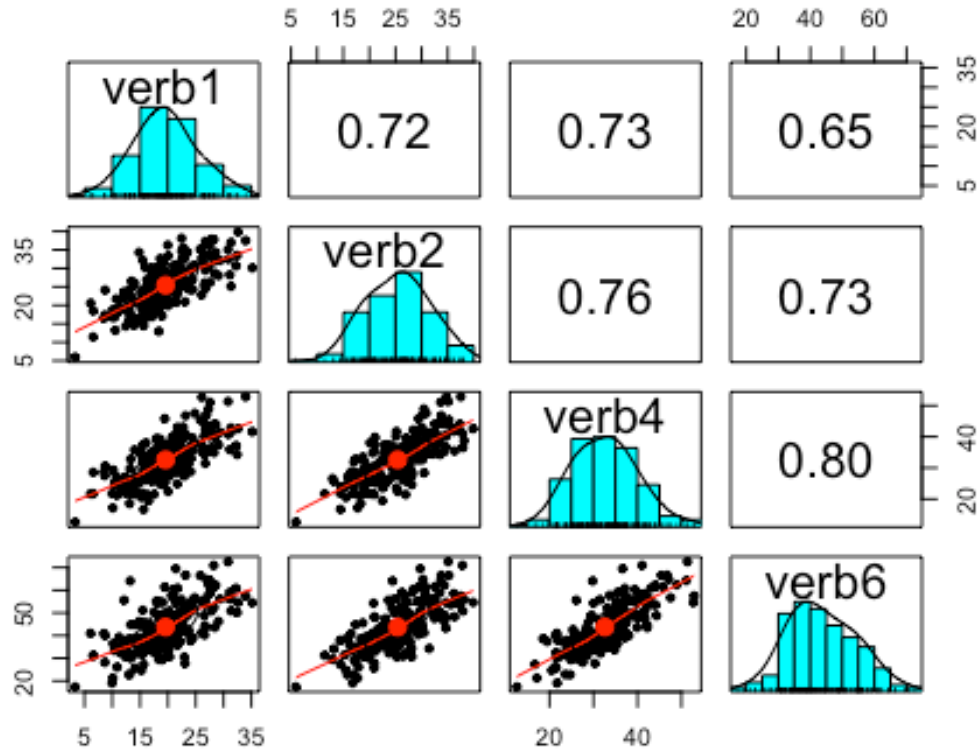 5 15 25 35 20 40 60
verb1 0.72 0.73 0.65 5 20 35
5 20 35 verb2 0.76 0.73
verb4 0.80 20 40
20 50 verb6
5 15 25 35 20 40